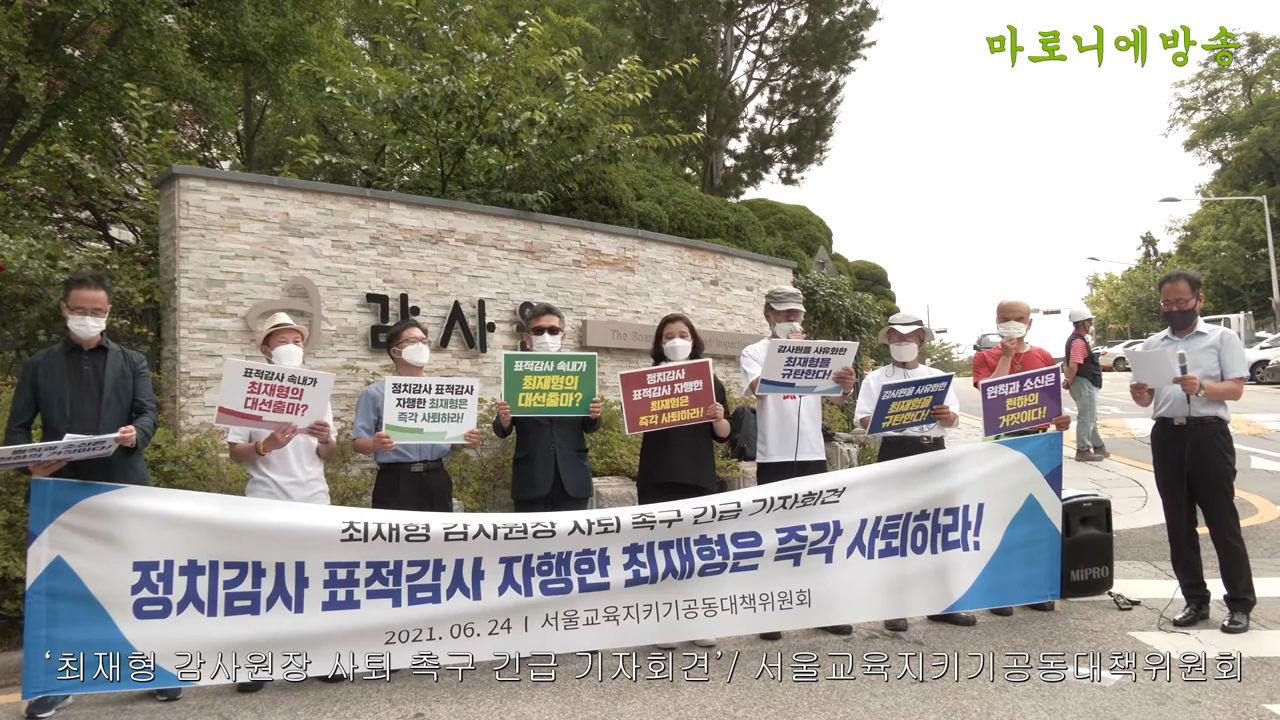 마로니에방송
감사원
The Boar
표적감사 속내가
최재형의
대선출마?
정치감사 표적감사
자행한 최재형은
즉각 사퇴하라!
표적감사 속내가
최재형의
대선출마?
정치감사
표적감사 자행한
최재형은
즉각 사퇴하라!
감사원을 사유화한
최재형을
규탄한다!
감사원을 사유화한
최재형을
규탄한다!
원칙과 소신은
천하의
거짓이다!
최재형 감사원장 사퇴 촉구 긴급 기자회견
정치감사 표적감사 자행한 최재형은 즉각 사퇴하라!
2021. 06. 24 ㅣ 서울교육지키기공동대책위원회
MIPRO
‘최재형 감사원장 사퇴 촉구 긴급 기자회견’/ 서울교육지키기공동대책위원회